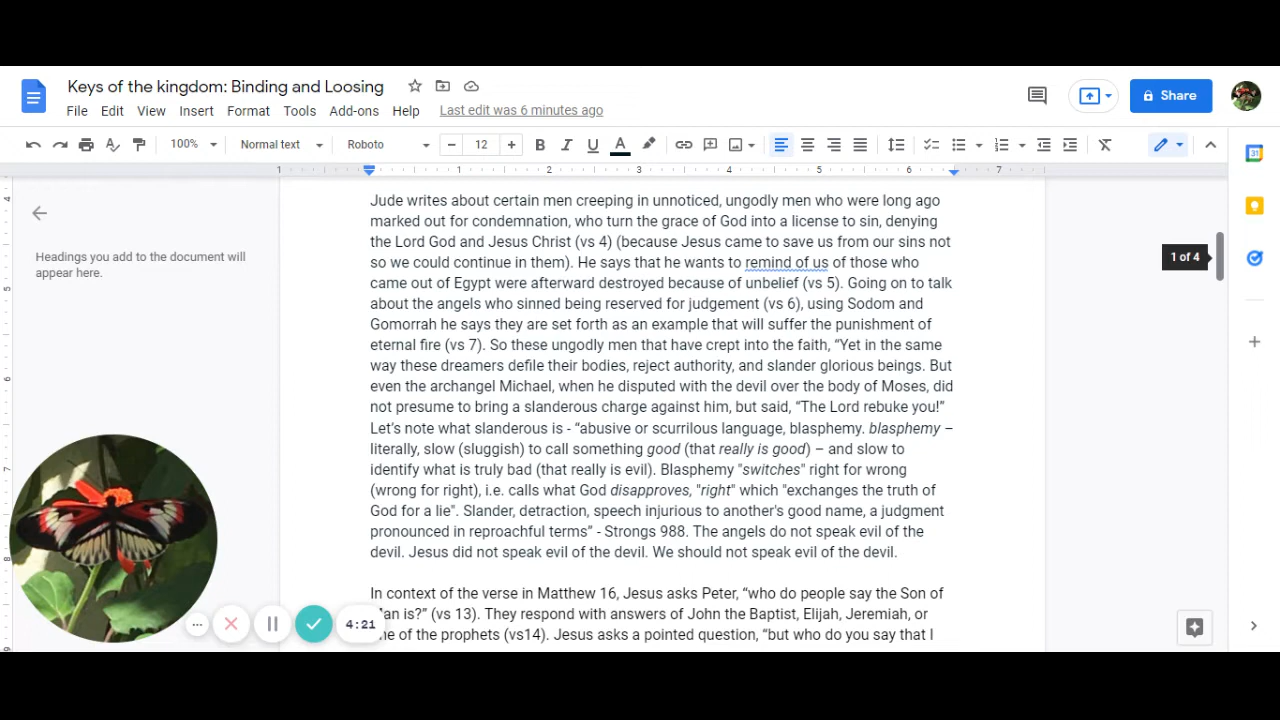 Keys of the kingdom: Binding and Loosing
File Edit View Insert Format Tools Add-ons Help Last edit was 6 minutes ago
Share
100% Normal text Roboto 12
1 1 2 3 4 5 6 7
4
5
6
7
8
9
Headings you add to the document will
appear here.
1 of 4
Jude writes about certain men creeping in unnoticed, ungodly men who were long ago
marked out for condemnation, who turn the grace of God into a license to sin, denying
the Lord God and Jesus Christ (vs 4) (because Jesus came to save us from our sins not
so we could continue in them). He says that he wants to remind of us of those who
came out of Egypt were afterward destroyed because of unbelief (vs 5). Going on to talk
about the angels who sinned being reserved for judgement (vs 6), using Sodom and
Gomorrah he says they are set forth as an example that will suffer the punishment of
eternal fire (vs 7). So these ungodly men that have crept into the faith, “Yet in the same
way these dreamers defile their bodies, reject authority, and slander glorious beings. But
even the archangel Michael, when he disputed with the devil over the body of Moses, did
not presume to bring a slanderous charge against him, but said, “The Lord rebuke you!”
Let’s note what slanderous is - “abusive or scurrilous language, blasphemy. blasphemy –
literally, slow (sluggish) to call something good (that really is good) – and slow to
identify what is truly bad (that really is evil). Blasphemy "switches" right for wrong
(wrong for right), i.e. calls what God disapproves, "right" which "exchanges the truth of
God for a lie". Slander, detraction, speech injurious to another's good name, a judgment
pronounced in reproachful terms” - Strongs 988. The angels do not speak evil of the
devil. Jesus did not speak evil of the devil. We should not speak evil of the devil.
In context of the verse in Matthew 16, Jesus asks Peter, “who do people say the Son of
Man is?” (vs 13). They respond with answers of John the Baptist, Elijah, Jeremiah, or
of the prophets (vs14). Jesus asks a pointed question, “but who do you say that I
4:21
31